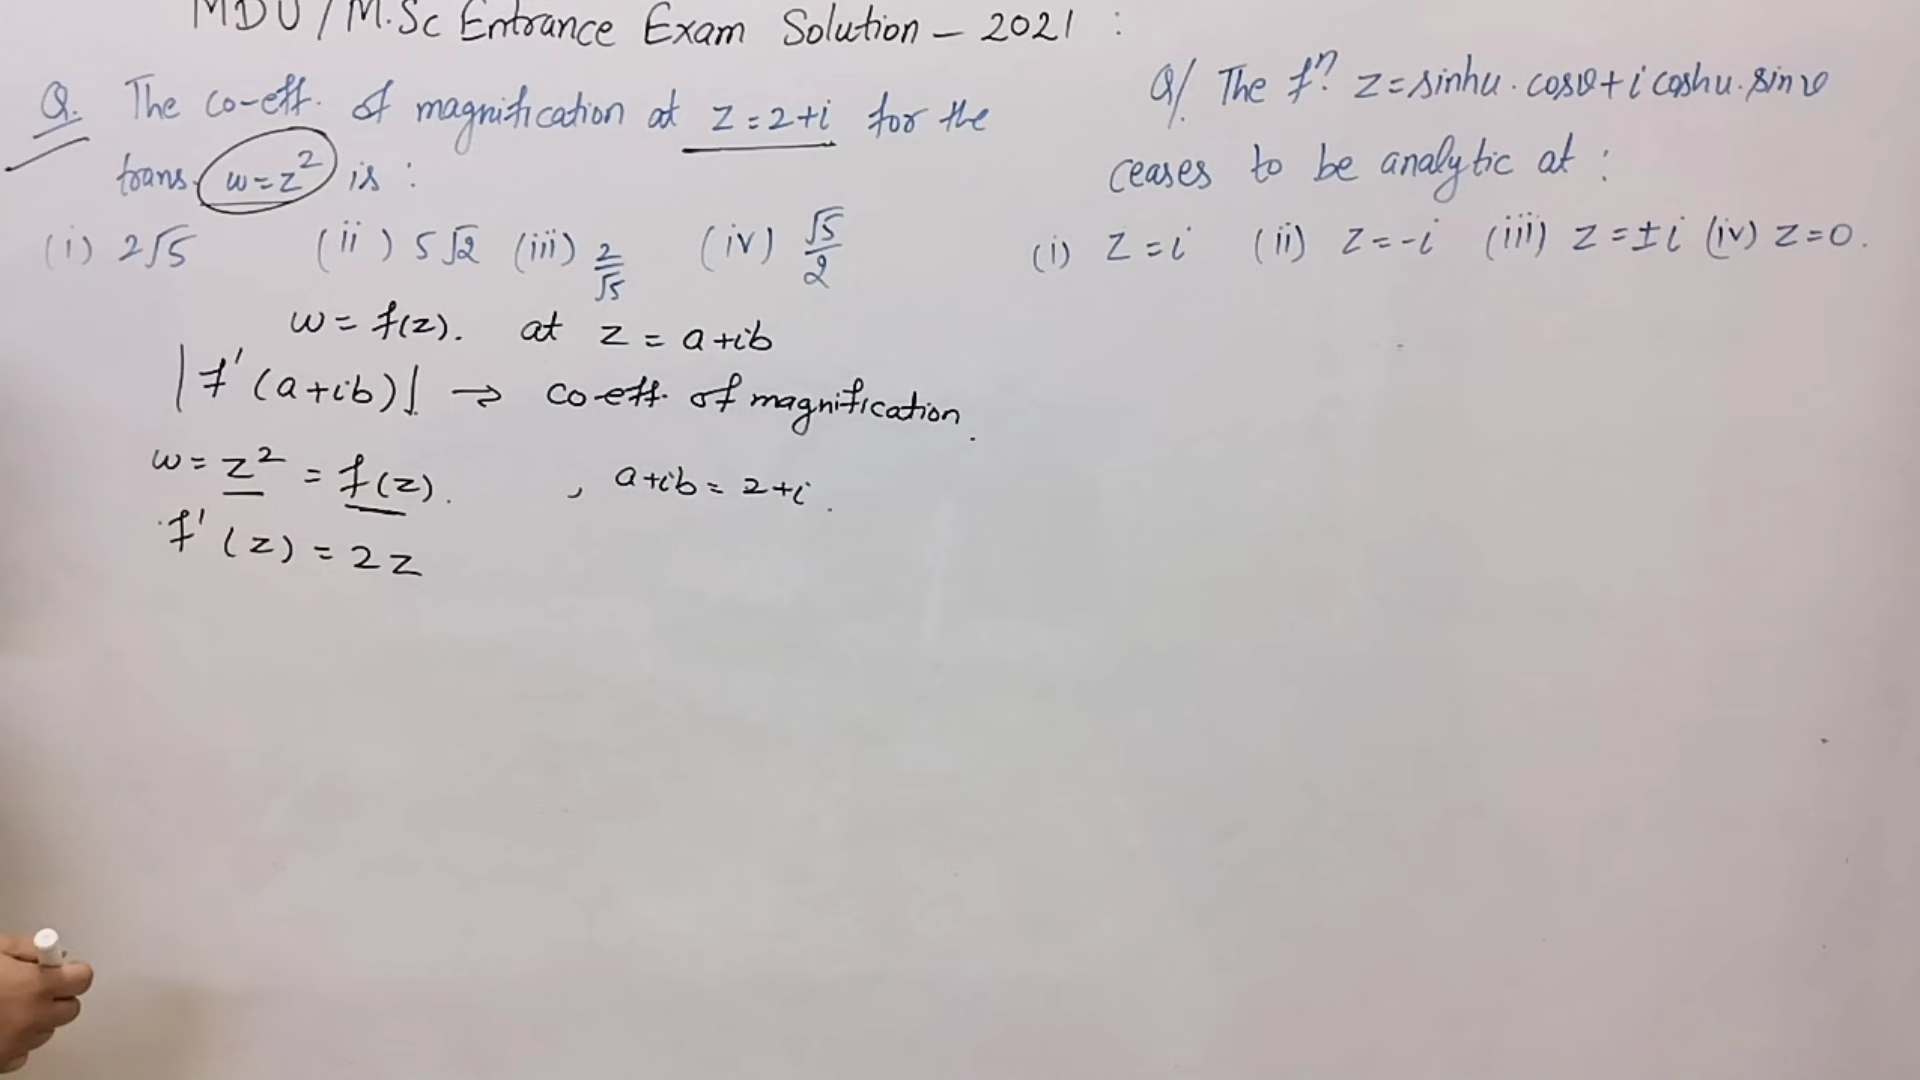 MDU / M.Sc Entrance Exam Solution – 2021 :
Q. The co-eff. of magnification at z = 2+i for the
trans. w=z² is :
(i) 2√5 (ii) 5√2 (iii) 2/√5 (iv) √5/2
w = f(z). at z = a+ib
|f'(a+ib)| → co-eff. of magnification.
w = z² = f(z). , a+ib = 2+i.
f'(z) = 2z
Q/. The fⁿ z = sinhu . cosv + i coshu . sinv
ceases to be analytic at :
(i) z = i (ii) z = -i (iii) z = ±i (iv) z = 0.